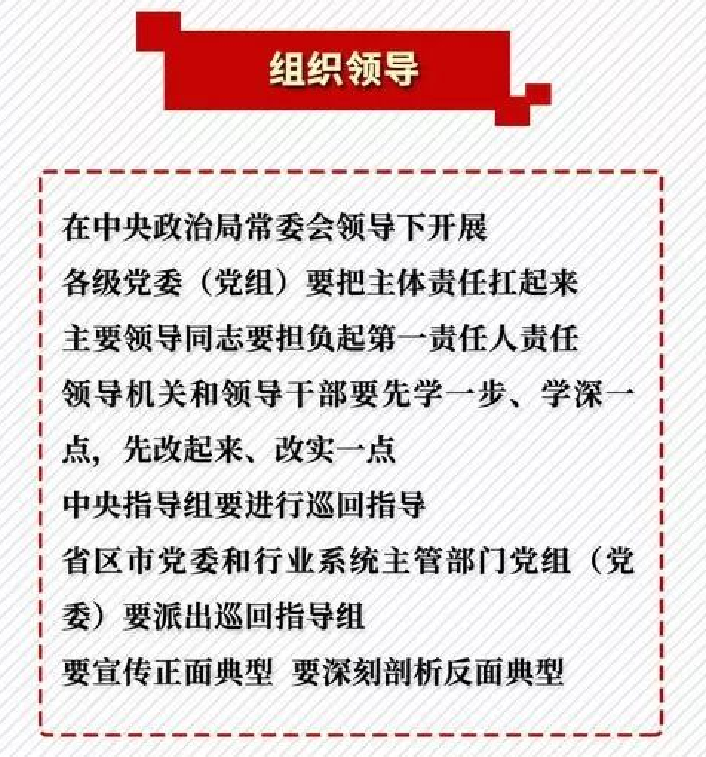 组织领导
在中央政治局常委会领导下开展
各级党委（党组）要把主体责任扛起来
主要领导同志要担负起第一责任人责任
领导机关和领导干部要先学一步、学深一
点，先改起来、改实一点
中央指导组要进行巡回指导
省区市党委和行业系统主管部门党组（党
委）要派出巡回指导组
要宣传正面典型 要深刻剖析反面典型